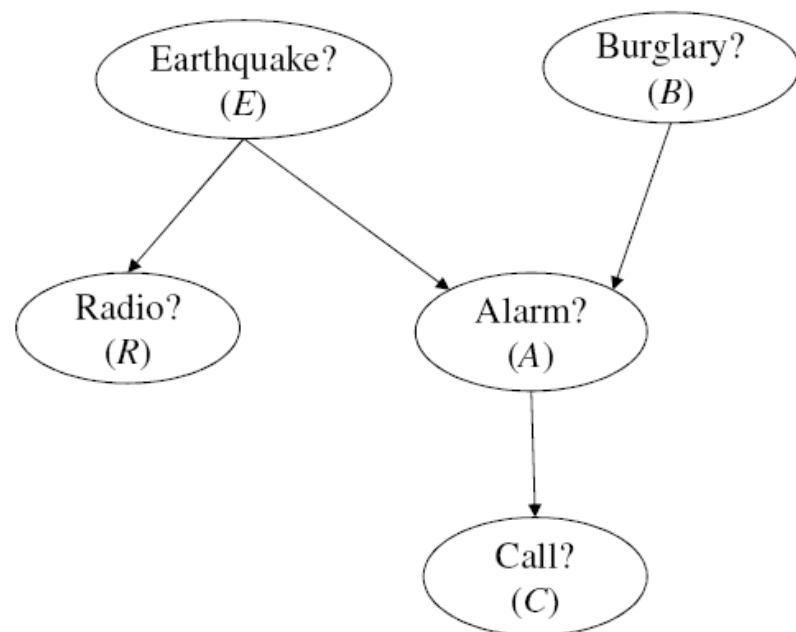 Earthquake?
(E)
Burglary?
(B)
Radio?
(R)
Alarm?
(A)
Call?
(C)